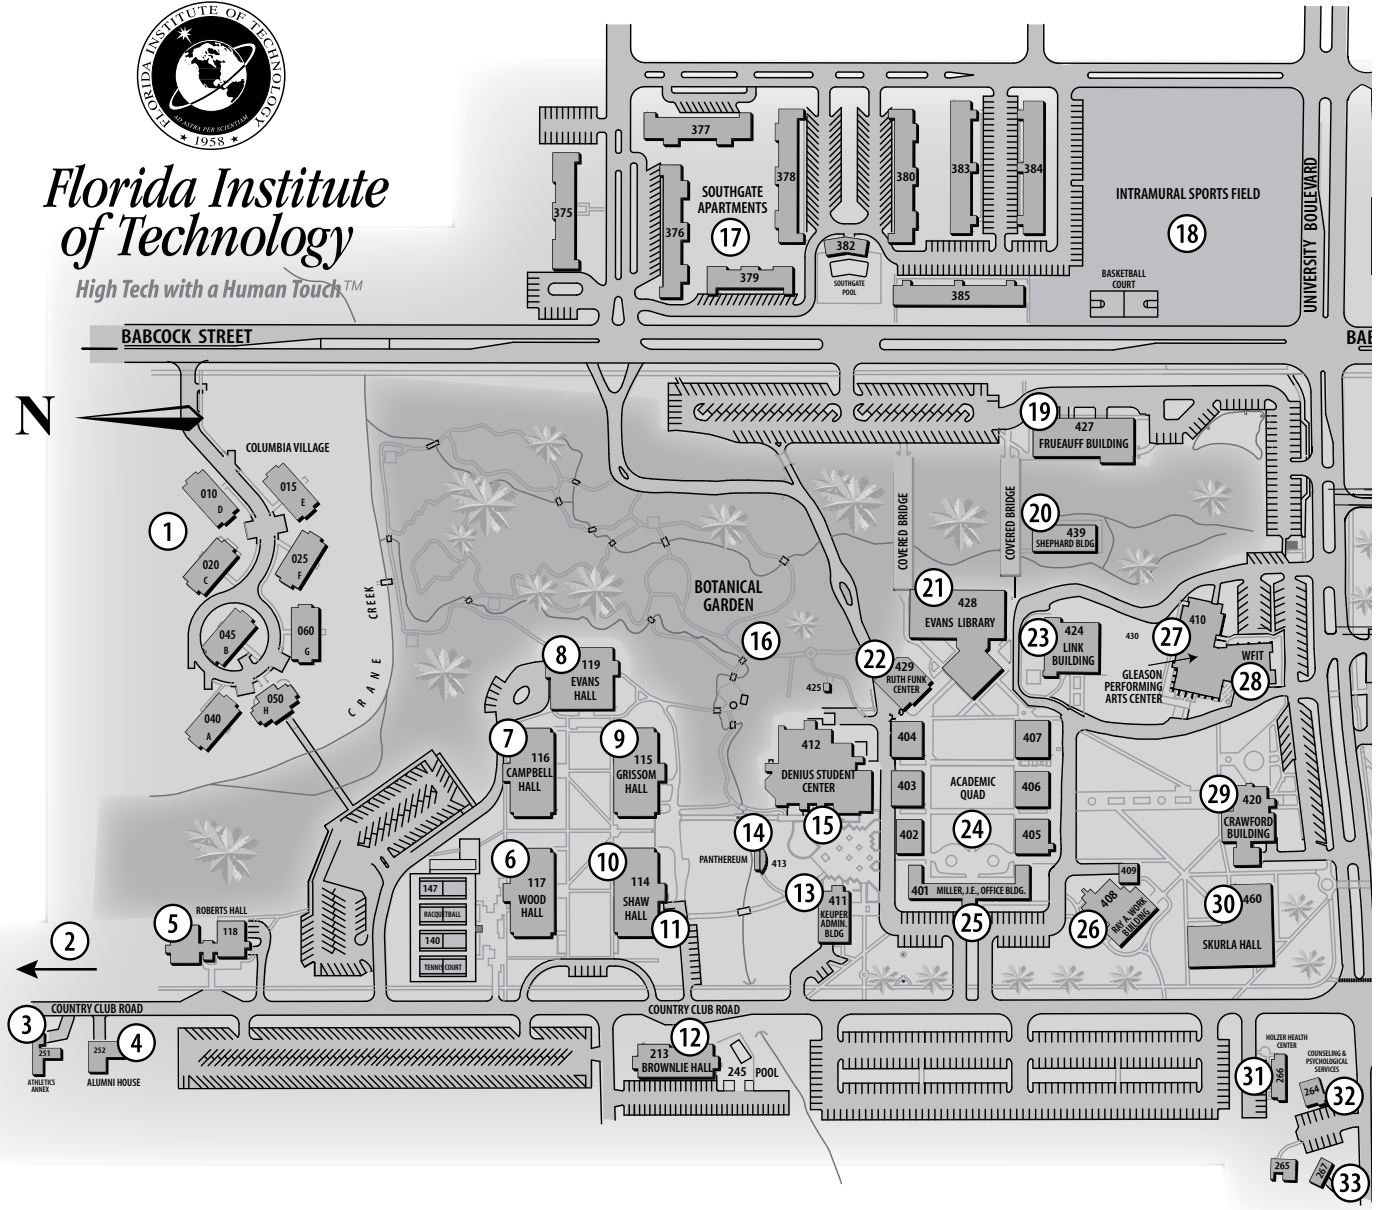 FLORIDA INSTITUTE OF TECHNOLOGY
AD ASTRA PER SCIENTIAM
★ 1958 ★
Florida Institute
of Technology
High Tech with a Human Touch™
377
378
380
383
384
375
376
SOUTHGATE
APARTMENTS
17
379
382
SOUTHGATE
POOL
385
INTRAMURAL SPORTS FIELD
18
BASKETBALL
COURT
UNIVERSITY BOULEVARD
BABCOCK STREET
BAB
N
COLUMBIA VILLAGE
010
D
015
E
1
020
C
025
F
045
B
060
G
050
H
040
A
CRANE CREEK
19
427
FRUEAUFF BUILDING
COVERED BRIDGE
COVERED BRIDGE
20
439
SHEPHARD BLDG
BOTANICAL
GARDEN
16
21
428
EVANS LIBRARY
22
429
RUTH FUNK
CENTER
425
23
424
LINK
BUILDING
430
27
410
GLEASON
PERFORMING
ARTS CENTER
WFIT
28
8
119
EVANS
HALL
7
116
CAMPBELL
HALL
9
115
GRISSOM
HALL
412
DENIUS STUDENT
CENTER
15
404
407
403
406
402
405
ACADEMIC
QUAD
24
29
420
CRAWFORD
BUILDING
14
PANTHEREUM
413
6
117
WOOD
HALL
10
114
SHAW
HALL
11
13
411
KEUPER
ADMIN.
BLDG
401 MILLER, J.E., OFFICE BLDG.
25
409
408
RAY A. WORK
BUILDING
26
30
460
SKURLA HALL
147
RACQUETBALL
140
TENNIS COURT
ROBERTS HALL
5
118
2
COUNTRY CLUB ROAD
COUNTRY CLUB ROAD
3
251
ATHLETICS
ANNEX
252
4
ALUMNI HOUSE
12
213
BROWNLIE HALL
245 POOL
HOLZER HEALTH
CENTER
31
266
COUNSELING &
PSYCHOLOGICAL
SERVICES
264
32
265
267
33